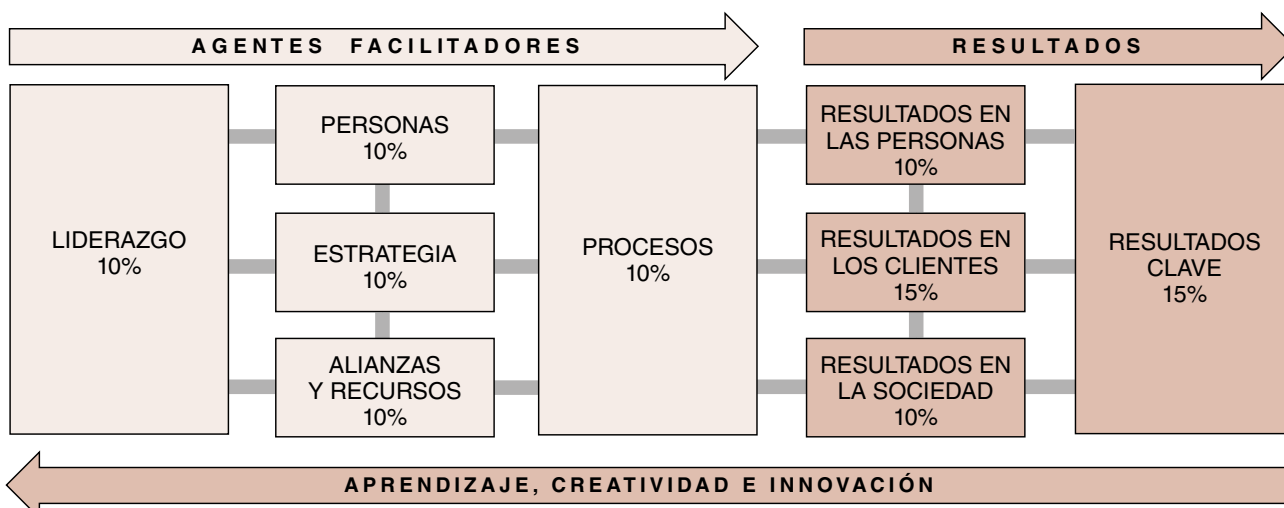 AGENTES FACILITADORES
RESULTADOS
LIDERAZGO
10%
PERSONAS
10%
ESTRATEGIA
10%
ALIANZAS
Y RECURSOS
10%
PROCESOS
10%
RESULTADOS EN
LAS PERSONAS
10%
RESULTADOS EN
LOS CLIENTES
15%
RESULTADOS EN
LA SOCIEDAD
10%
RESULTADOS
CLAVE
15%
APRENDIZAJE, CREATIVIDAD E INNOVACIÓN